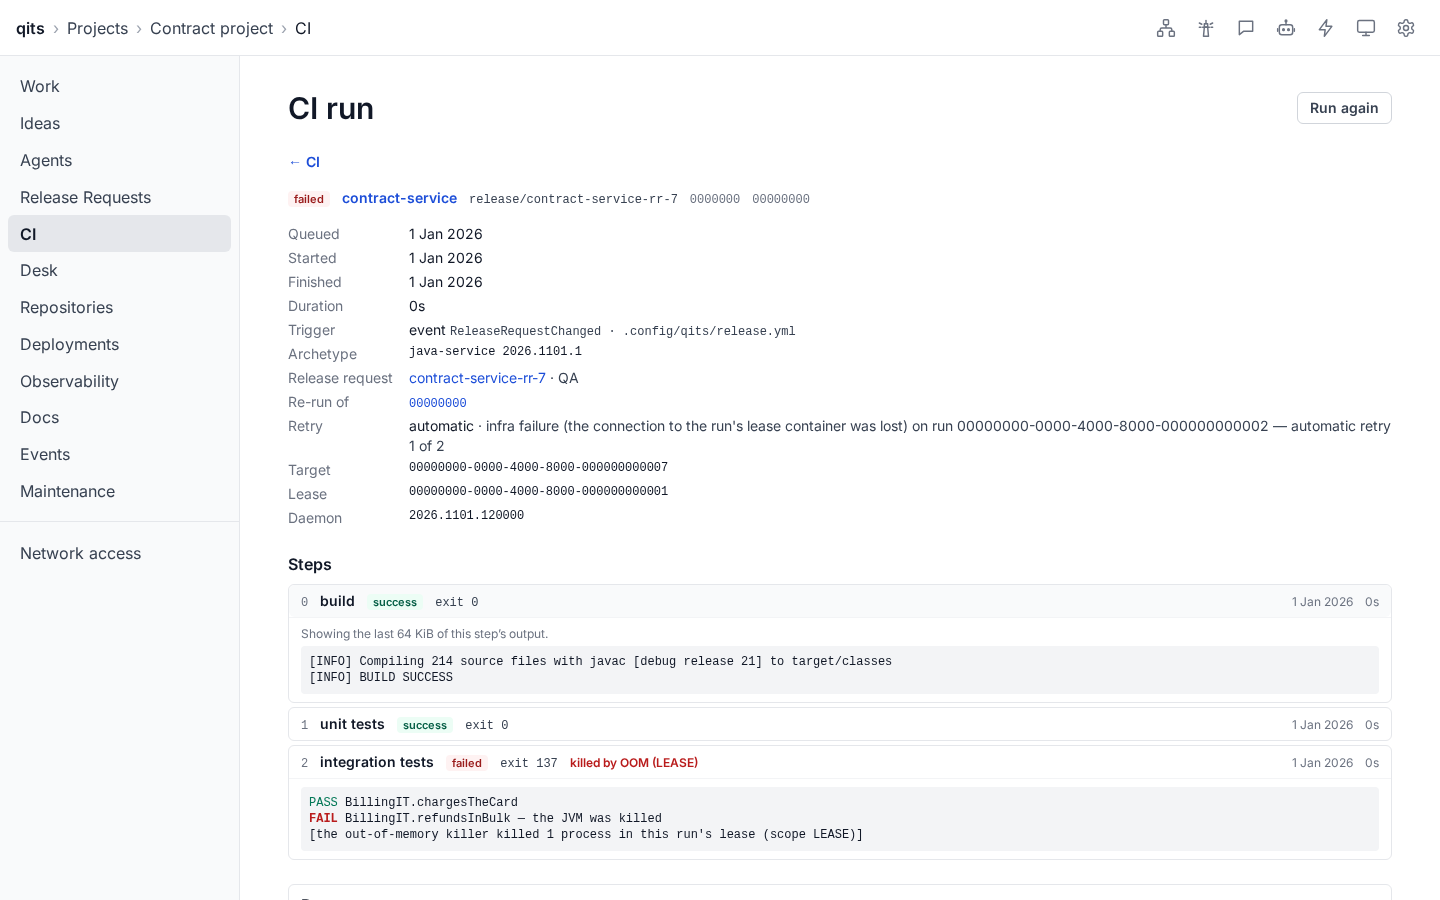 qits › Projects › Contract project › CI
Work
Ideas
Agents
Release Requests
CI
Desk
Repositories
Deployments
Observability
Docs
Events
Maintenance
Network access
CI run
Run again
← CI
failed contract-service release/contract-service-rr-7 0000000 00000000
Queued 1 Jan 2026
Started 1 Jan 2026
Finished 1 Jan 2026
Duration 0s
Trigger event ReleaseRequestChanged · .config/qits/release.yml
Archetype java-service 2026.1101.1
Release request contract-service-rr-7 · QA
Re-run of 00000000
Retry automatic · infra failure (the connection to the run's lease container was lost) on run 00000000-0000-4000-8000-000000000002 — automatic retry
1 of 2
Target 00000000-0000-4000-8000-000000000007
Lease 00000000-0000-4000-8000-000000000001
Daemon 2026.1101.120000
Steps
0 build success exit 0 1 Jan 2026 0s
Showing the last 64 KiB of this step’s output.
[INFO] Compiling 214 source files with javac [debug release 21] to target/classes
[INFO] BUILD SUCCESS
1 unit tests success exit 0 1 Jan 2026 0s
2 integration tests failed exit 137 killed by OOM (LEASE) 1 Jan 2026 0s
PASS BillingIT.chargesTheCard
FAIL BillingIT.refundsInBulk — the JVM was killed
[the out-of-memory killer killed 1 process in this run's lease (scope LEASE)]